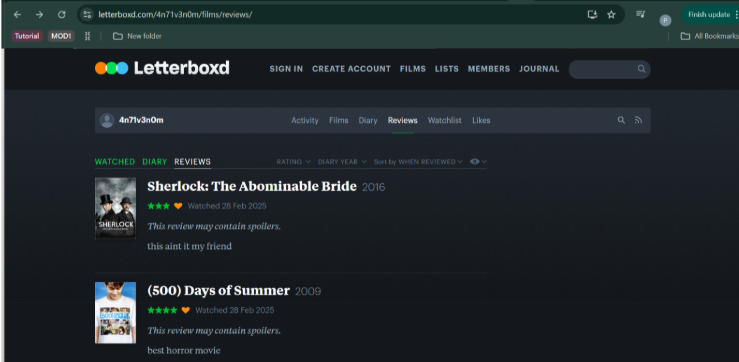 letterboxd.com/4n71v3n0m/films/reviews/
P
Finish update
Tutorial MOD1 New folder All Bookmarks
Letterboxd SIGN IN CREATE ACCOUNT FILMS LISTS MEMBERS JOURNAL
4n71v3n0m Activity Films Diary Reviews Watchlist Likes
WATCHED DIARY REVIEWS RATING DIARY YEAR Sort by WHEN REVIEWED
Sherlock: The Abominable Bride 2016
Watched 28 Feb 2025
SHERLOCK
This review may contain spoilers.
this aint it my friend
(500) Days of Summer 2009
Watched 28 Feb 2025
This review may contain spoilers.
best horror movie